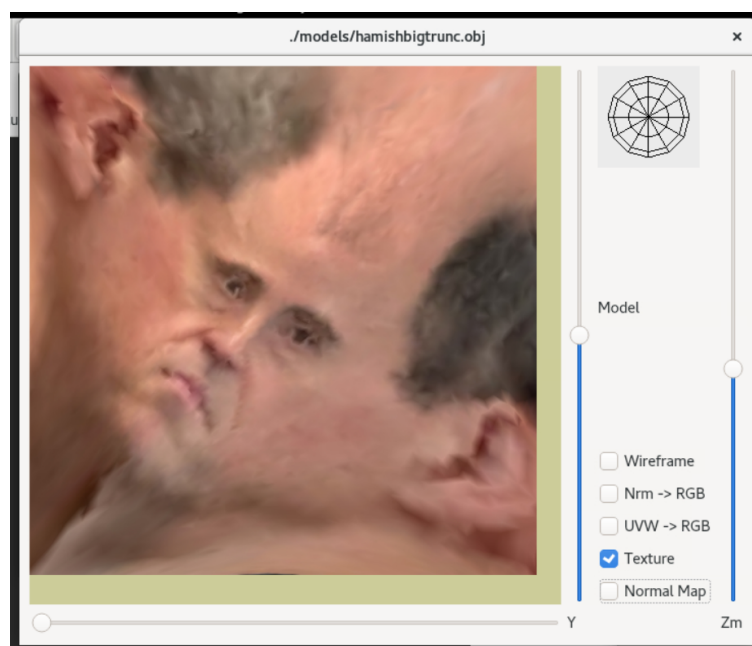 ./models/hamishbigtrunc.obj
u
Model
Wireframe
Nrm -> RGB
UVW -> RGB
Texture
Normal Map
Y
Zm